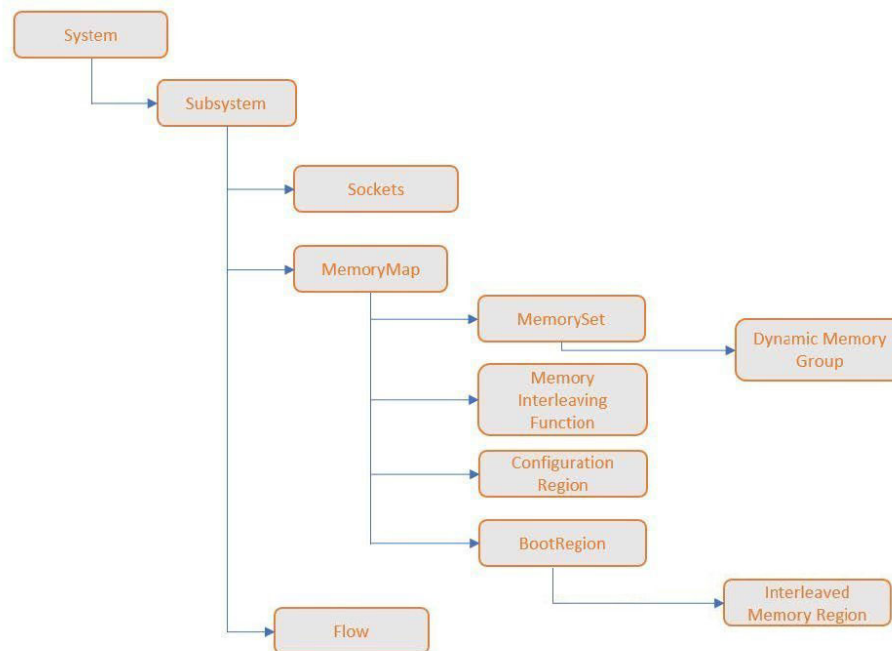 System
Subsystem
Sockets
MemoryMap
MemorySet
Dynamic Memory
Group
Memory
Interleaving
Function
Configuration
Region
BootRegion
Interleaved
Memory Region
Flow